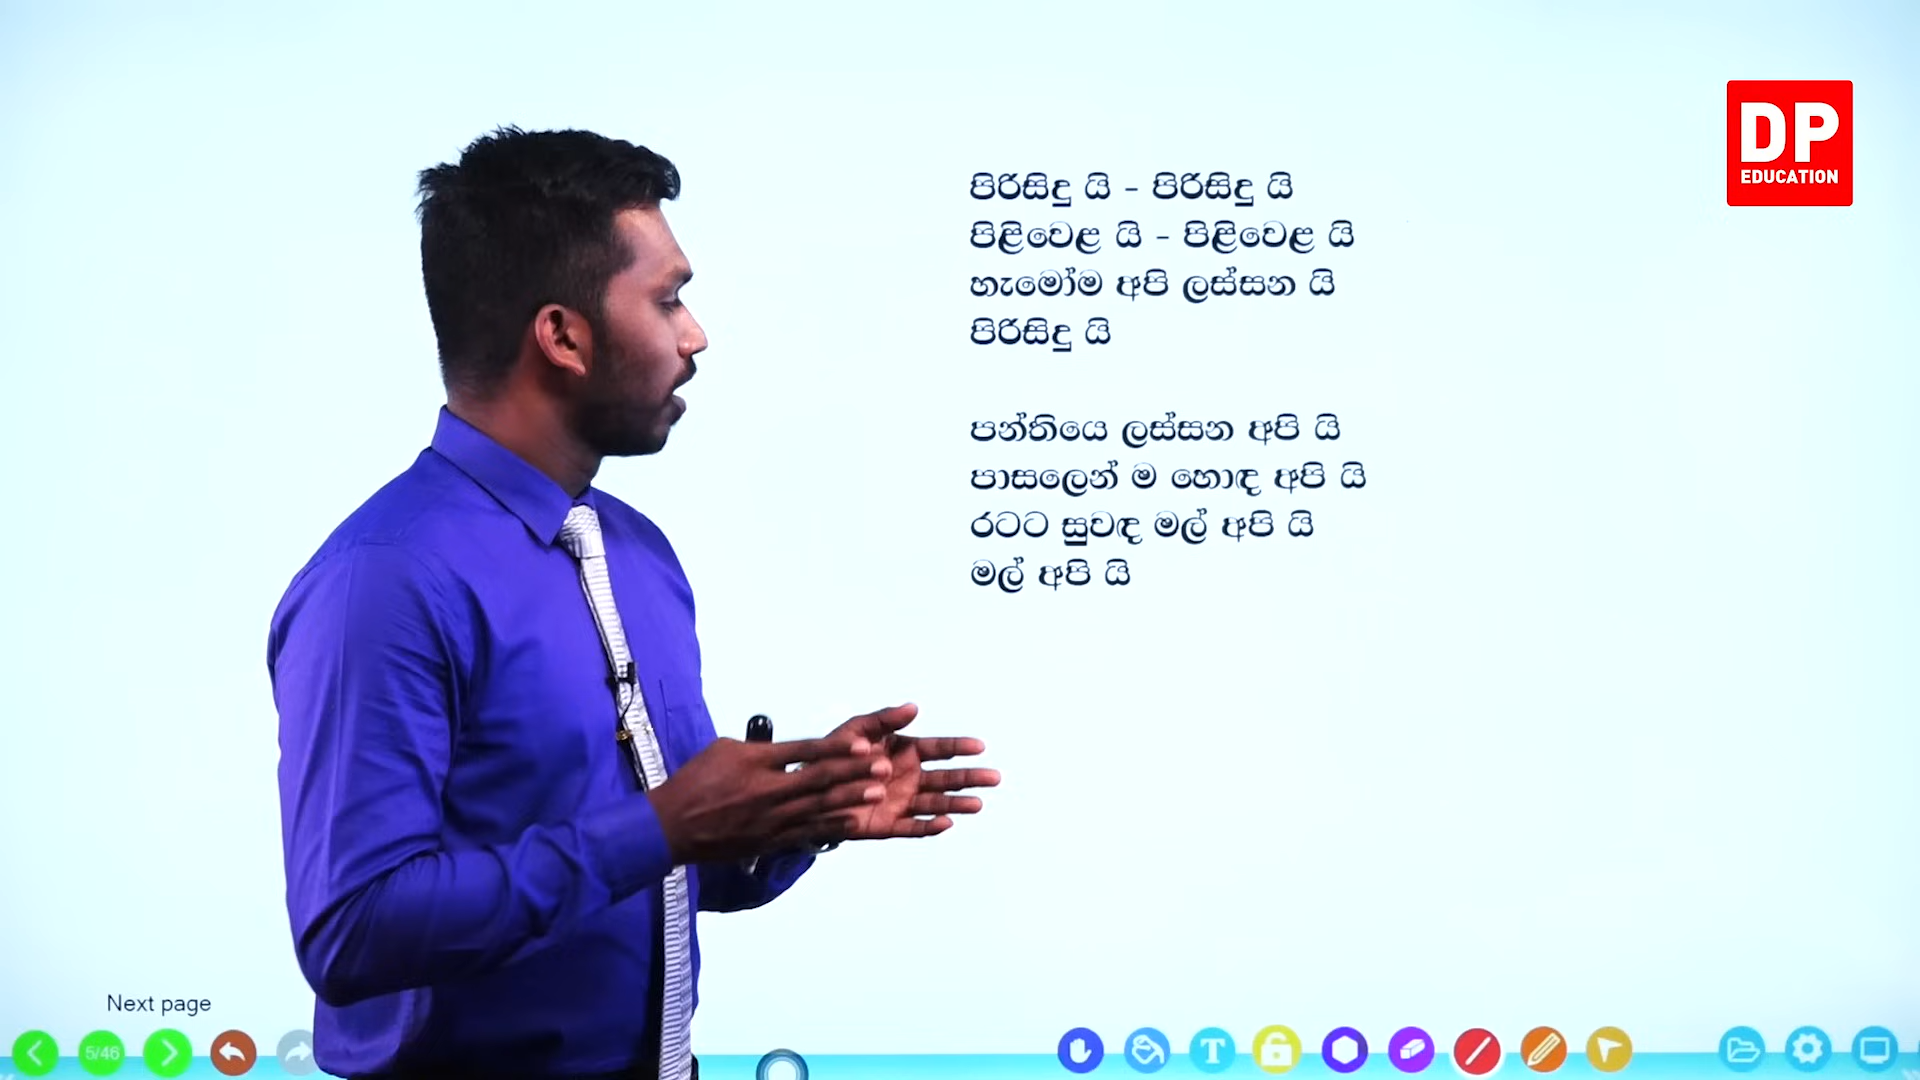 DP
EDUCATION
පිරිසිදු යි - පිරිසිදු යි
පිළිවෙළ යි - පිළිවෙළ යි
හැමෝම අපි ලස්සන යි
පිරිසිදු යි
පන්තියෙ ලස්සන අපි යි
පාසලෙන් ම හොඳ අපි යි
රටට සුවඳ මල් අපි යි
මල් අපි යි
Next page
5/46
T